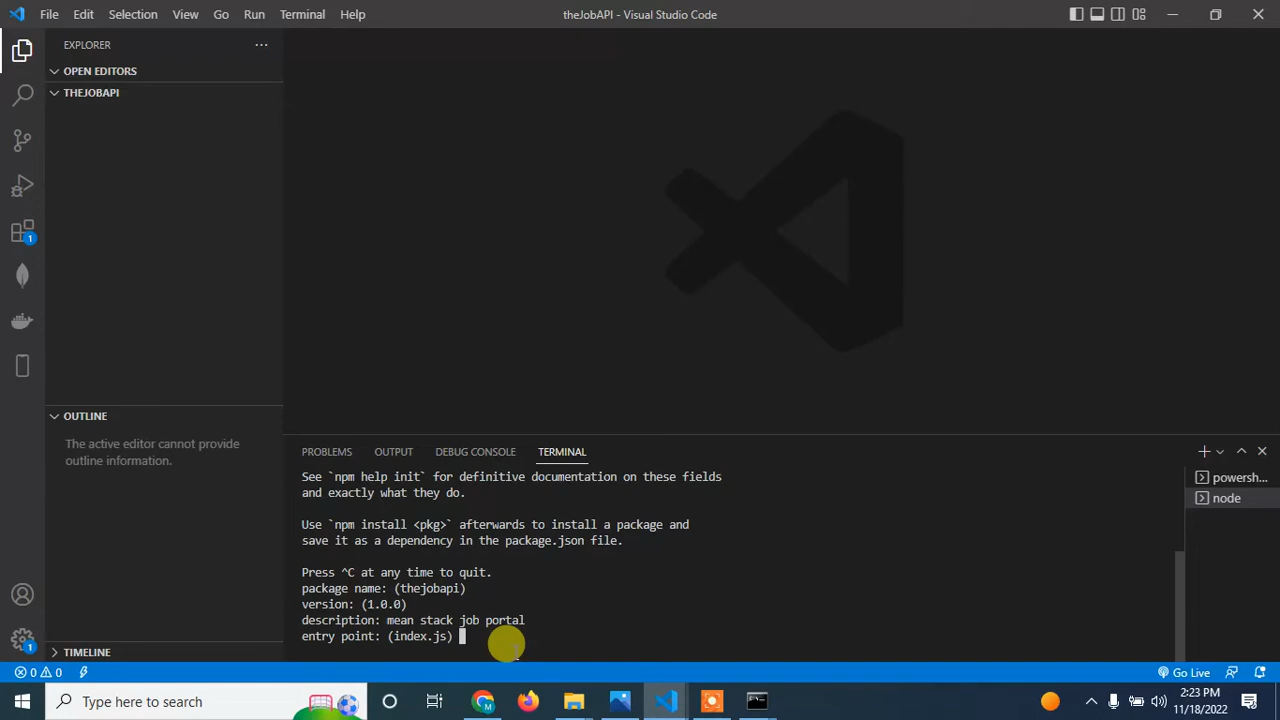 File Edit Selection View Go Run Terminal Help
theJobAPI - Visual Studio Code
EXPLORER
OPEN EDITORS
THEJOBAPI
1
OUTLINE
The active editor cannot provide
outline information.
TIMELINE
PROBLEMS OUTPUT DEBUG CONSOLE TERMINAL
See `npm help init` for definitive documentation on these fields
and exactly what they do.
Use `npm install <pkg>` afterwards to install a package and
save it as a dependency in the package.json file.
Press ^C at any time to quit.
package name: (thejobapi)
version: (1.0.0)
description: mean stack job portal
entry point: (index.js)
powersh...
node
1
0 0
Go Live
Type here to search
2:23 PM
11/18/2022